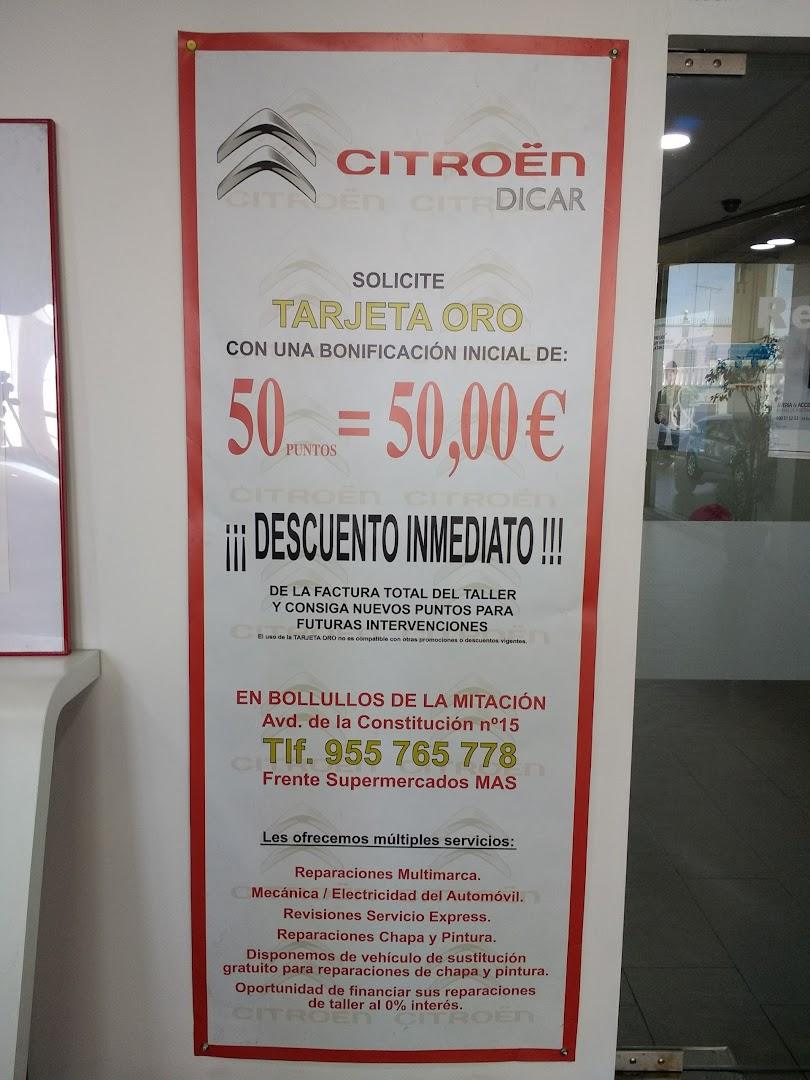 CITROËN
DICAR
SOLICITE
TARJETA ORO
CON UNA BONIFICACIÓN INICIAL DE:
50 PUNTOS = 50,00 €
¡¡¡ DESCUENTO INMEDIATO !!!
DE LA FACTURA TOTAL DEL TALLER
Y CONSIGA NUEVOS PUNTOS PARA
FUTURAS INTERVENCIONES
El uso de la TARJETA ORO no es compatible con otras promociones o descuentos vigentes.
EN BOLLULLOS DE LA MITACIÓN
Avd. de la Constitución nº15
Tlf. 955 765 778
Frente Supermercados MAS
Les ofrecemos múltiples servicios:
Reparaciones Multimarca.
Mecánica / Electricidad del Automóvil.
Revisiones Servicio Express.
Reparaciones Chapa y Pintura.
Disponemos de vehículo de sustitución
gratuito para reparaciones de chapa y pintura.
Oportunidad de financiar sus reparaciones
de taller al 0% interés.
Re